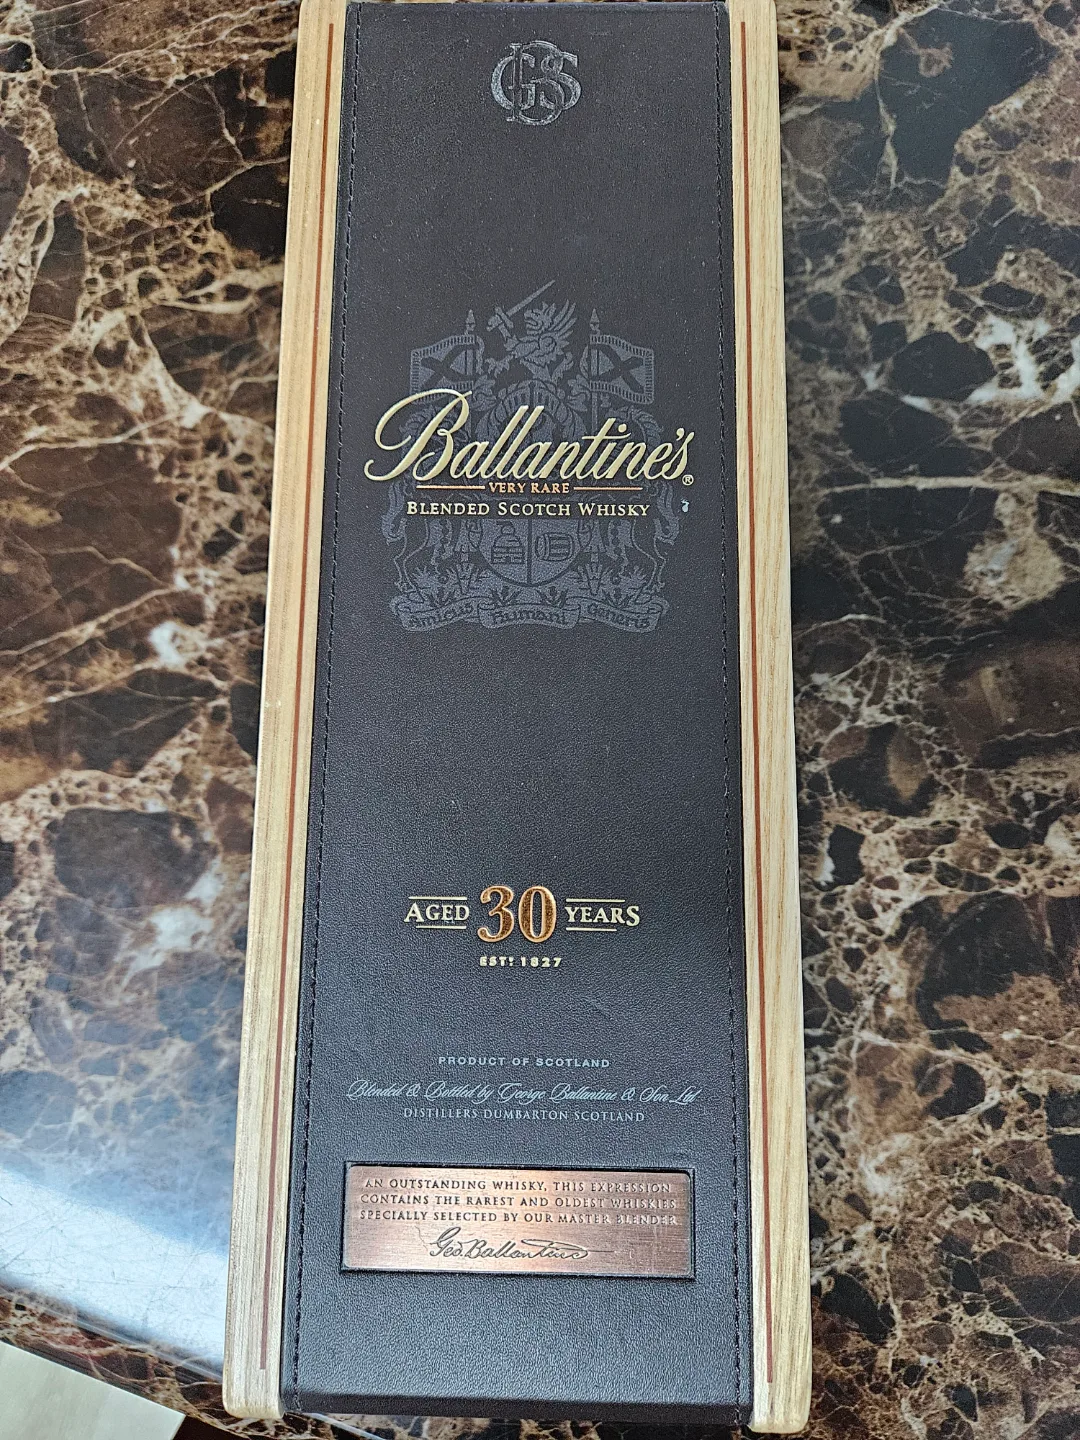 GBS
Ballantine's®
VERY RARE
BLENDED SCOTCH WHISKY
Amicus Humani Generis
AGED 30 YEARS
ESTD 1827
PRODUCT OF SCOTLAND
Blended & Bottled by George Ballantine & Son Ltd
DISTILLERS DUMBARTON SCOTLAND
AN OUTSTANDING WHISKY, THIS EXPRESSION
CONTAINS THE RAREST AND OLDEST WHISKIES
SPECIALLY SELECTED BY OUR MASTER BLENDER
Geo. Ballantine